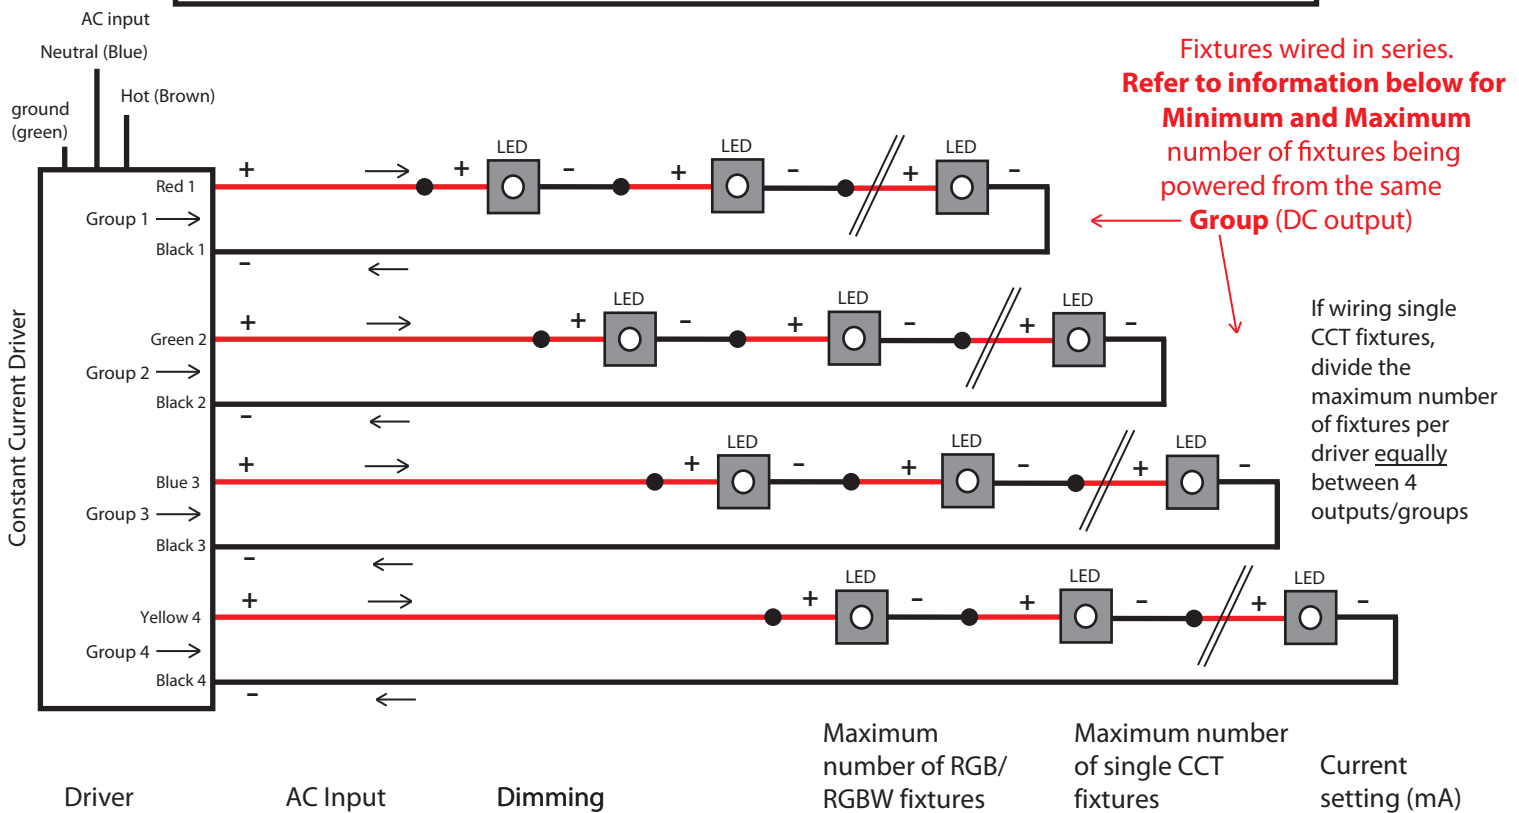 AC input
Neutral (Blue)
Hot (Brown)
ground
(green)
Constant Current Driver
Fixtures wired in series.
Refer to information below for
Minimum and Maximum
number of fixtures being
powered from the same
Group (DC output)
Red 1
+
+
LED
–
+
LED
–
+
LED
–
Group 1
Black 1
–
Green 2
+
+
LED
–
+
LED
–
+
LED
–
Group 2
Black 2
–
Blue 3
+
+
LED
–
+
LED
–
+
LED
–
Group 3
Black 3
–
Yellow 4
+
+
LED
–
+
LED
–
+
LED
–
Group 4
Black 4
–
If wiring single
CCT fixtures,
divide the
maximum number
of fixtures per
driver equally
between 4
outputs/groups
Driver
AC Input
Dimming
Maximum
number of RGB/
RGBW fixtures
Maximum number
of single CCT
fixtures
Current
setting (mA)